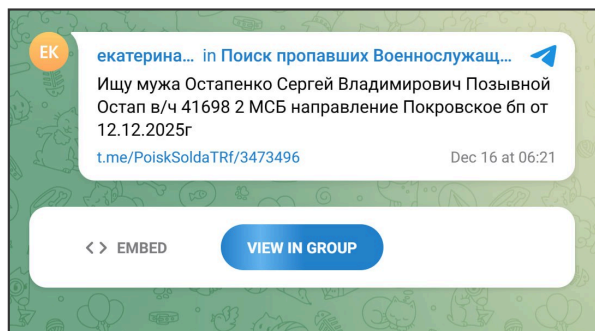 EK
екатерина... in Поиск пропавших Военнослужащ...
Ищу мужа Остапенко Сергей Владимирович Позывной
Остап в/ч 41698 2 МСБ направление Покровское бп от
12.12.2025г
t.me/PoiskSoldaTRf/3473496 Dec 16 at 06:21
<> EMBED VIEW IN GROUP